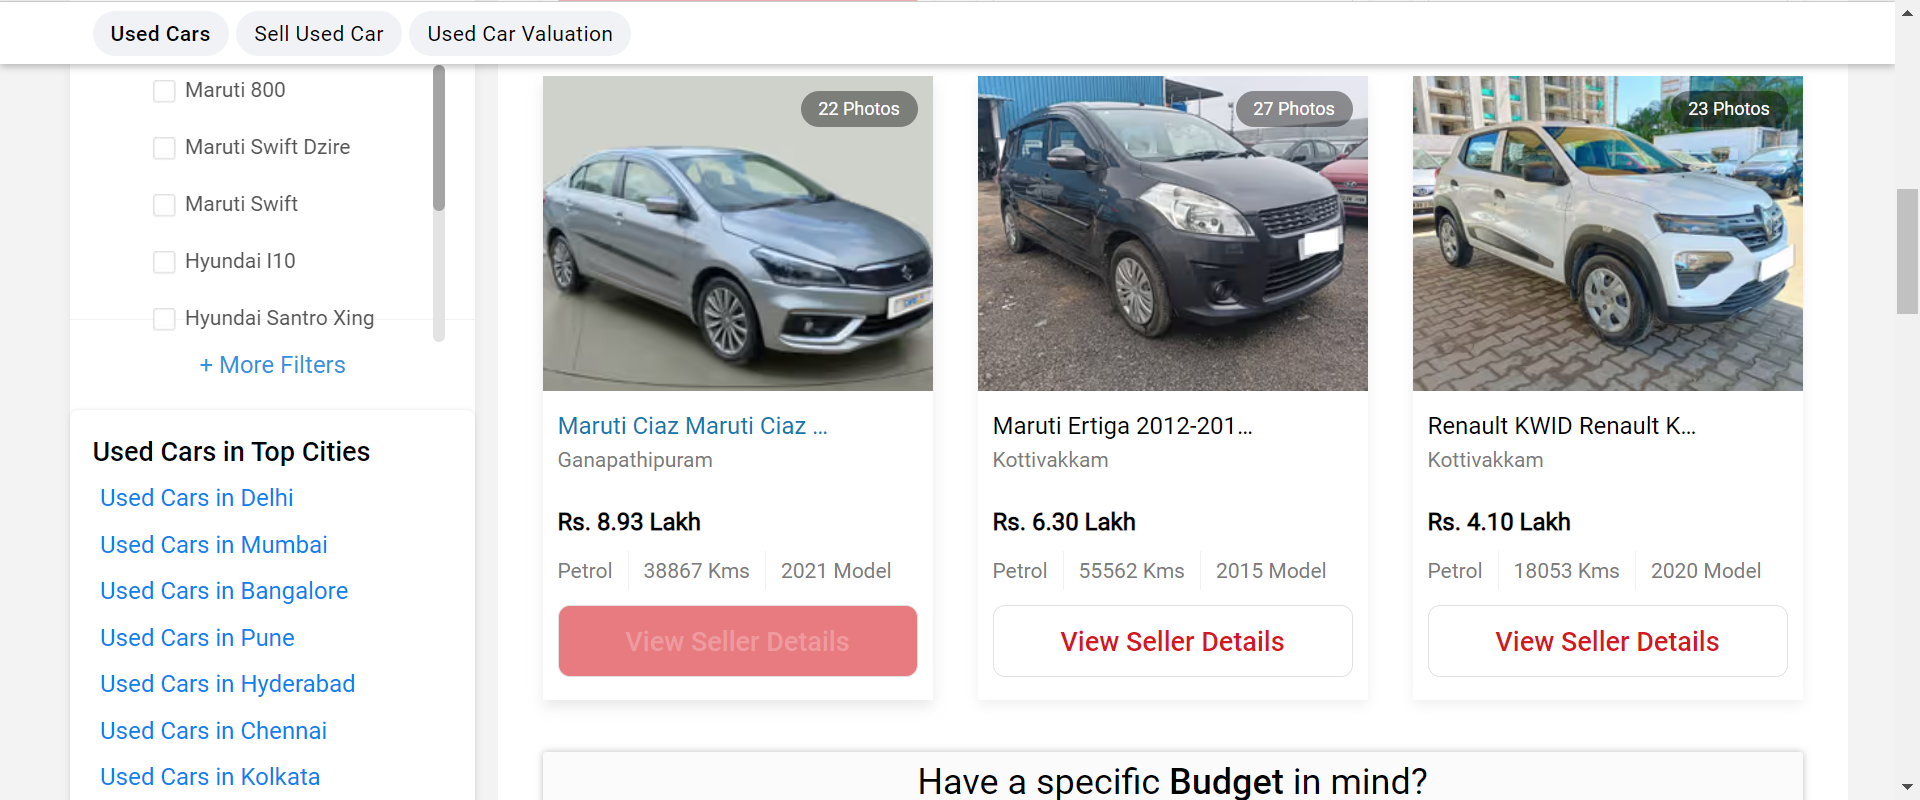 Used Cars
Sell Used Car
Used Car Valuation
Maruti 800
Maruti Swift Dzire
Maruti Swift
Hyundai I10
Hyundai Santro Xing
+ More Filters
Used Cars in Top Cities
Used Cars in Delhi
Used Cars in Mumbai
Used Cars in Bangalore
Used Cars in Pune
Used Cars in Hyderabad
Used Cars in Chennai
Used Cars in Kolkata
22 Photos
Maruti Ciaz Maruti Ciaz ...
Ganapathipuram
Rs. 8.93 Lakh
Petrol
38867 Kms
2021 Model
View Seller Details
27 Photos
Maruti Ertiga 2012-201...
Kottivakkam
Rs. 6.30 Lakh
Petrol
55562 Kms
2015 Model
View Seller Details
23 Photos
Renault KWID Renault K...
Kottivakkam
Rs. 4.10 Lakh
Petrol
18053 Kms
2020 Model
View Seller Details
Have a specific Budget in mind?